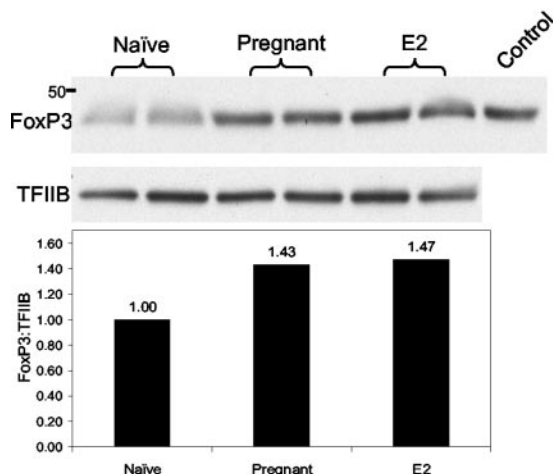 Naïve Pregnant E2 Control
50
FoxP3
TFIIB
1.60
1.40
1.20
1.00
0.80
0.60
0.40
0.20
0.00
FoxP3:TFIIB
1.00
1.43
1.47
Naïve Pregnant E2